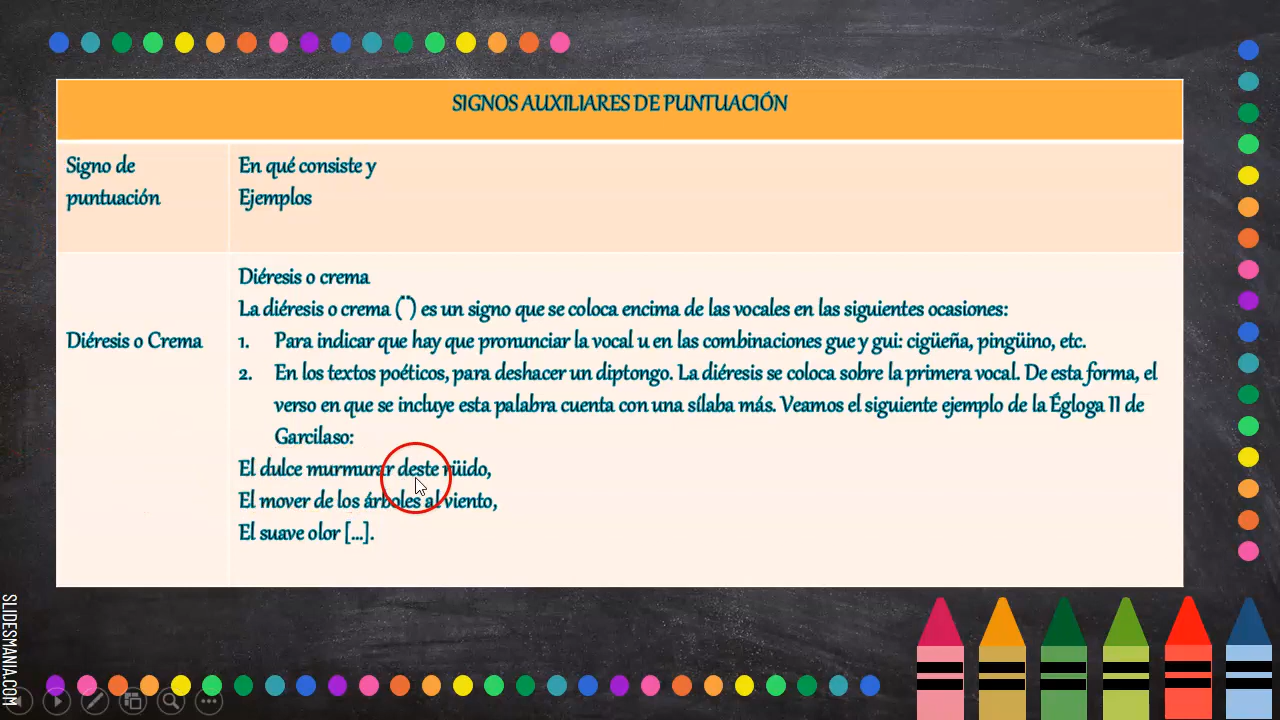 SIGNOS AUXILIARES DE PUNTUACIÓN
Signo de
puntuación
En qué consiste y
Ejemplos
Diéresis o Crema
Diéresis o crema
La diéresis o crema (¨) es un signo que se coloca encima de las vocales en las siguientes ocasiones:
1. Para indicar que hay que pronunciar la vocal u en las combinaciones gue y gui: cigüeña, pingüino, etc.
2. En los textos poéticos, para deshacer un diptongo. La diéresis se coloca sobre la primera vocal. De esta forma, el
verso en que se incluye esta palabra cuenta con una sílaba más. Veamos el siguiente ejemplo de la Égloga II de
Garcilaso:
El dulce murmurar deste rüido,
El mover de los árboles al viento,
El suave olor [...].
SLIDESMANIA.COM